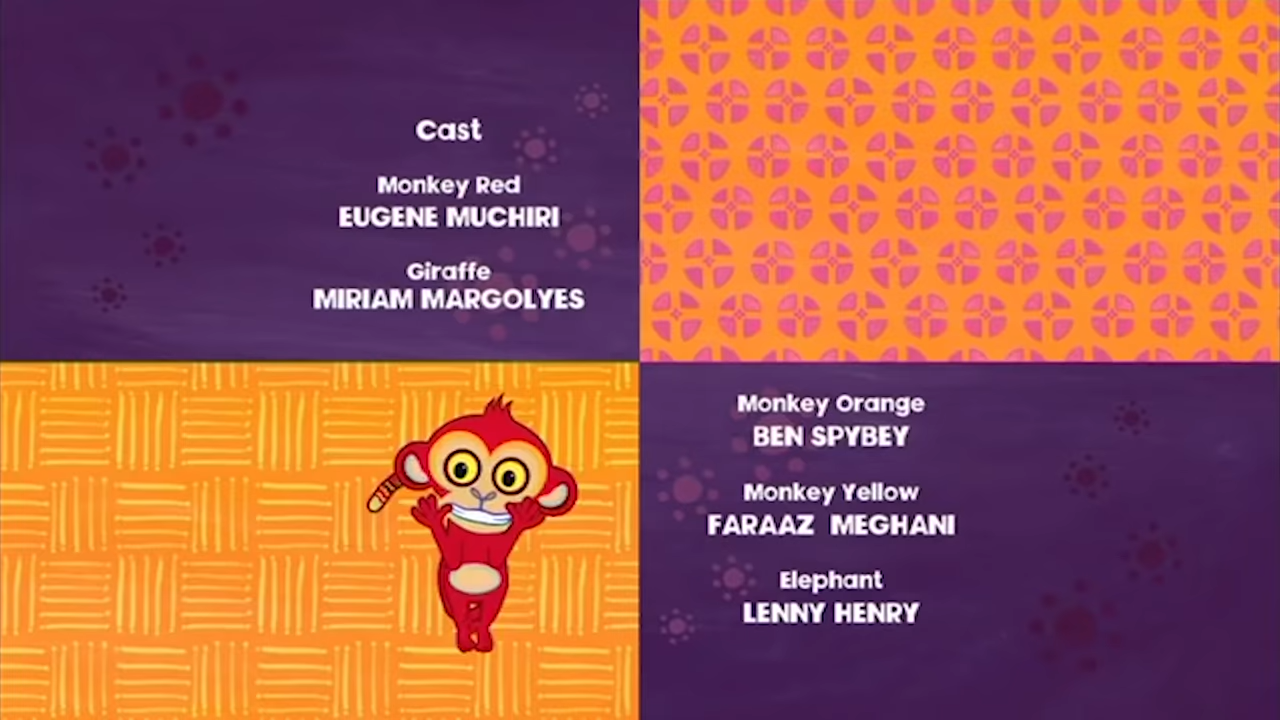 Cast
Monkey Red
EUGENE MUCHIRI
Giraffe
MIRIAM MARGOLYES
Monkey Orange
BEN SPYBEY
Monkey Yellow
FARAAZ MEGHANI
Elephant
LENNY HENRY